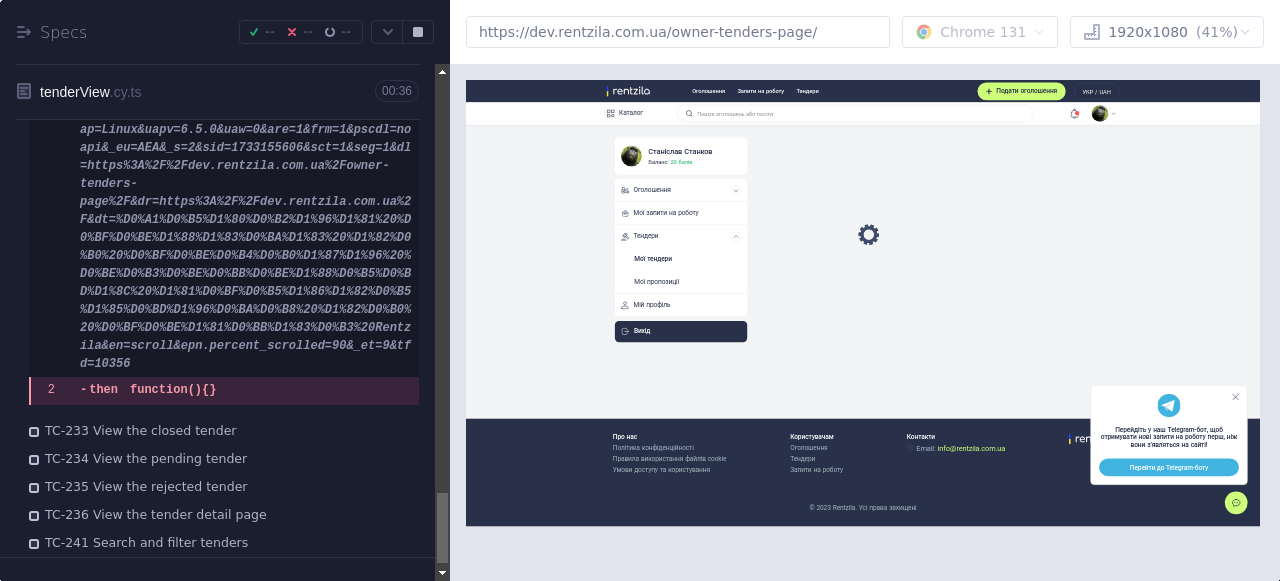 Specs
--
--
--
https://dev.rentzila.com.ua/owner-tenders-page/
Chrome 131
1920x1080 (41%)
tenderView.cy.ts
00:36
ap=Linux&uapv=6.5.0&uaw=0&are=1&frm=1&pscdl=no
api&_eu=AEA&_s=2&sid=1733155606&sct=1&seg=1&dl
=https%3A%2F%2Fdev.rentzila.com.ua%2Fowner-
tenders-
page%2F&dr=https%3A%2F%2Fdev.rentzila.com.ua%2
F&dt=%D0%A1%D0%B5%D1%80%D0%B2%D1%96%D1%81%20%D
0%BF%D0%BE%D1%88%D1%83%D0%BA%D1%83%20%D1%82%D0
%B0%20%D0%BF%D0%BE%D0%B4%D0%B0%D1%87%D1%96%20%
D0%BE%D0%B3%D0%BE%D0%BB%D0%BE%D1%88%D0%B5%D0%B
D%D1%8C%20%D1%81%D0%BF%D0%B5%D1%86%D1%82%D0%B5
%D1%85%D0%BD%D1%96%D0%BA%D0%B8%20%D1%82%D0%B0%
20%D0%BF%D0%BE%D1%81%D0%BB%D1%83%D0%B3%20Rentz
ila&en=scroll&epn.percent_scrolled=90&_et=9&tf
d=10356
2 -then function(){}
TC-233 View the closed tender
TC-234 View the pending tender
TC-235 View the rejected tender
TC-236 View the tender detail page
TC-241 Search and filter tenders
rentzila
Оголошення
Запити на роботу
Тендери
+ Подати оголошення
УКР / UAH
Каталог
Пошук оголошень або послуг
Станіслав Станков
Баланс: 20 балів
Оголошення
Мої запити на роботу
Тендери
Мої тендери
Мої пропозиції
Мій профіль
Вихід
Про нас
Політика конфіденційності
Правила використання файлів cookie
Умови доступу та користування
Користувачам
Оголошення
Тендери
Запити на роботу
Контакти
Email: info@rentzila.com.ua
ren
© 2023 Rentzila. Усі права захищені
Перейдіть у наш Telegram-бот, щоб
отримувати нові запити на роботу перш, ніж
вони з'являться на сайті!
Перейти до Telegram-боту